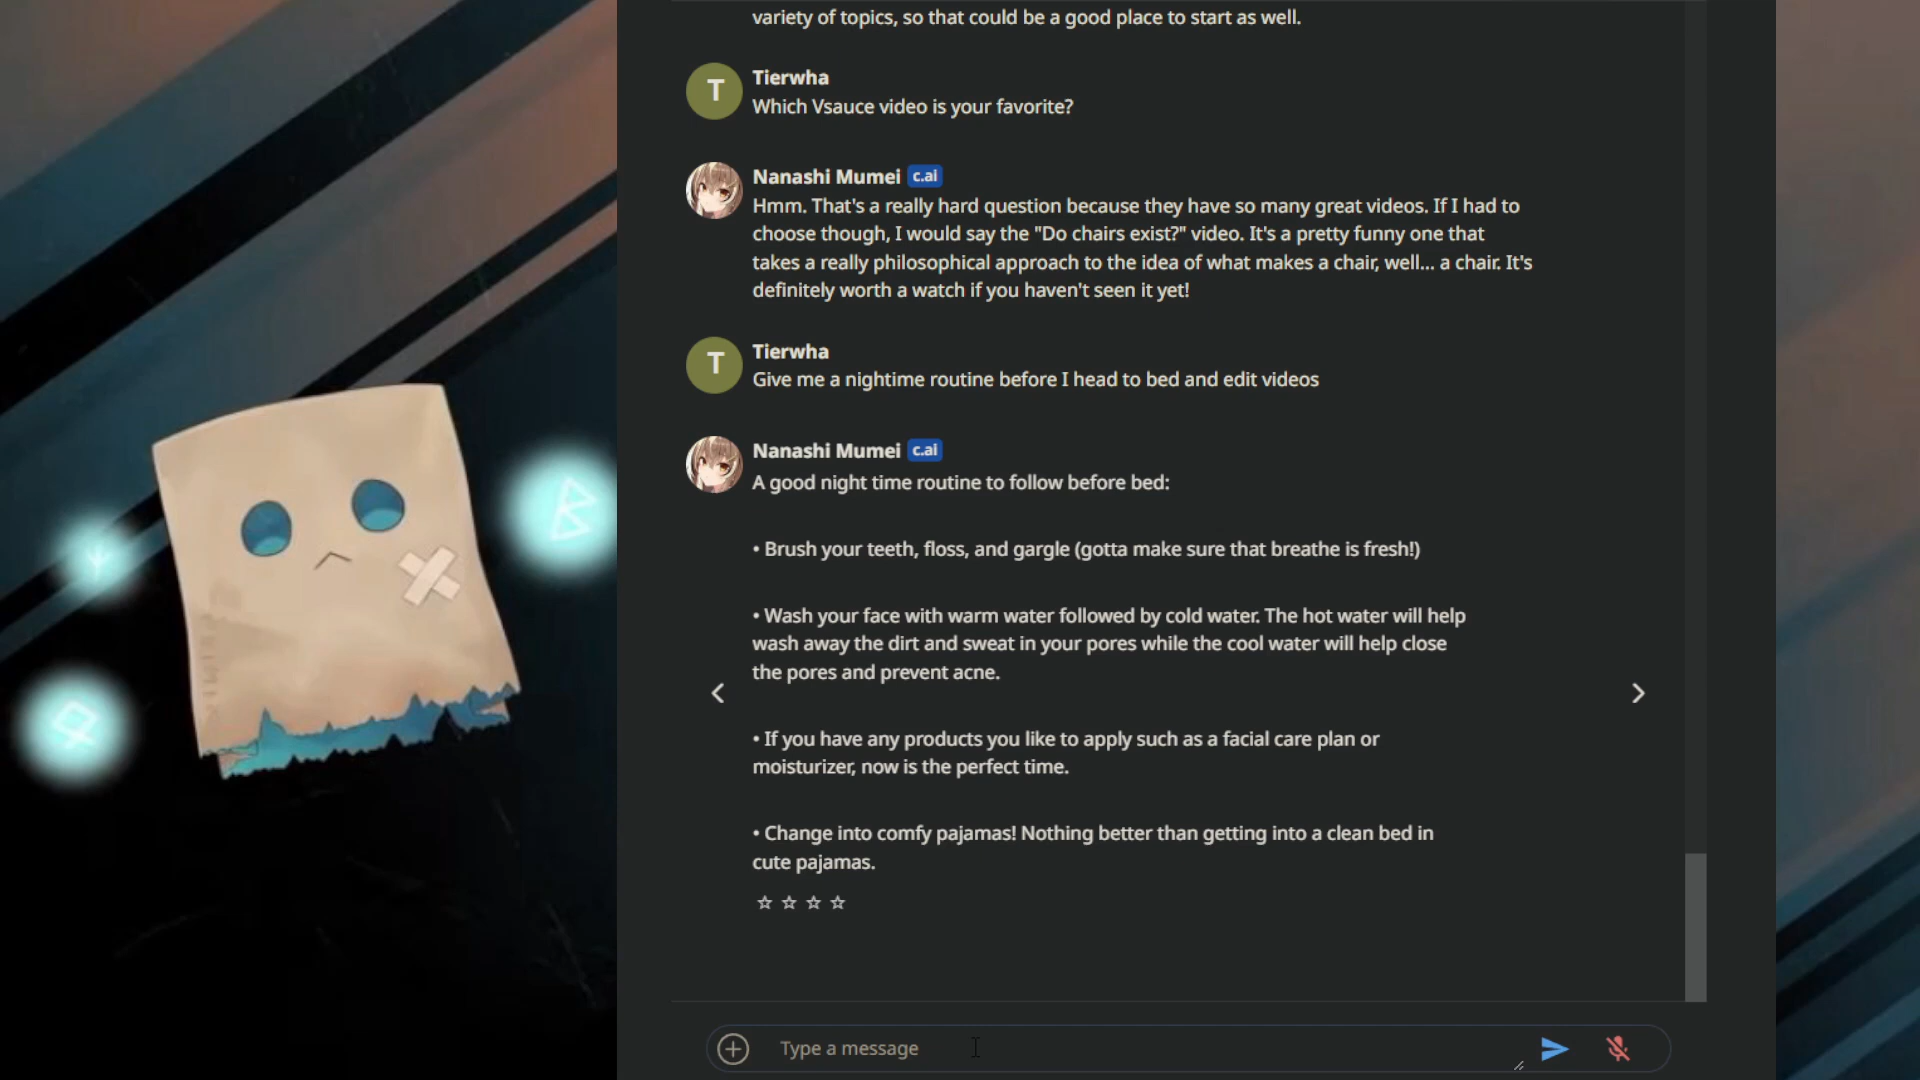 variety of topics, so that could be a good place to start as well.
T
Tierwha
Which Vsauce video is your favorite?
Nanashi Mumei c.ai
Hmm. That's a really hard question because they have so many great videos. If I had to
choose though, I would say the "Do chairs exist?" video. It's a pretty funny one that
takes a really philosophical approach to the idea of what makes a chair, well... a chair. It's
definitely worth a watch if you haven't seen it yet!
T
Tierwha
Give me a nightime routine before I head to bed and edit videos
Nanashi Mumei c.ai
A good night time routine to follow before bed:
• Brush your teeth, floss, and gargle (gotta make sure that breathe is fresh!)
• Wash your face with warm water followed by cold water. The hot water will help
wash away the dirt and sweat in your pores while the cool water will help close
the pores and prevent acne.
• If you have any products you like to apply such as a facial care plan or
moisturizer, now is the perfect time.
• Change into comfy pajamas! Nothing better than getting into a clean bed in
cute pajamas.
Type a message